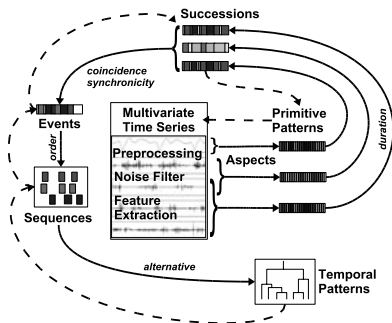 Successions
coincidence
synchronicity
Multivariate
Time Series
Primitive
Patterns
Events
order
duration
Preprocessing
Aspects
Noise Filter
Feature
Extraction
Sequences
alternative
Temporal
Patterns